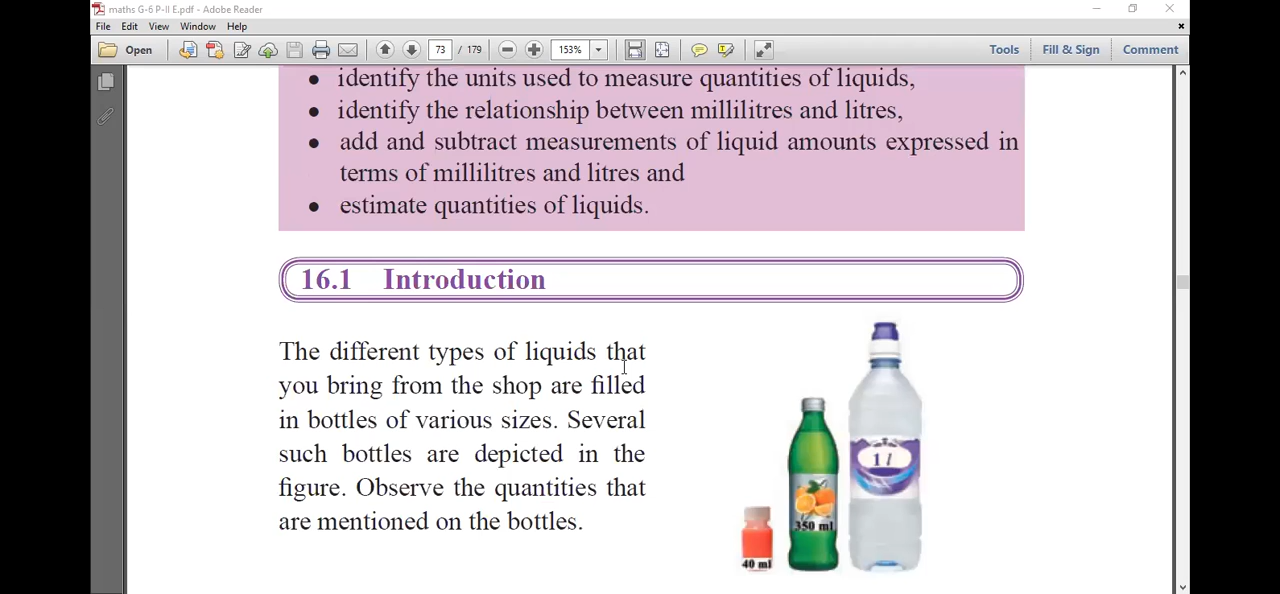 maths G-6 P-II E.pdf - Adobe Reader
File Edit View Window Help
Open 73 / 179 153% Tools Fill & Sign Comment
• identify the units used to measure quantities of liquids,
• identify the relationship between millilitres and litres,
• add and subtract measurements of liquid amounts expressed in
terms of millilitres and litres and
• estimate quantities of liquids.
16.1 Introduction
The different types of liquids that
you bring from the shop are filled
in bottles of various sizes. Several
such bottles are depicted in the
figure. Observe the quantities that
are mentioned on the bottles.
1 l
350 ml
40 ml